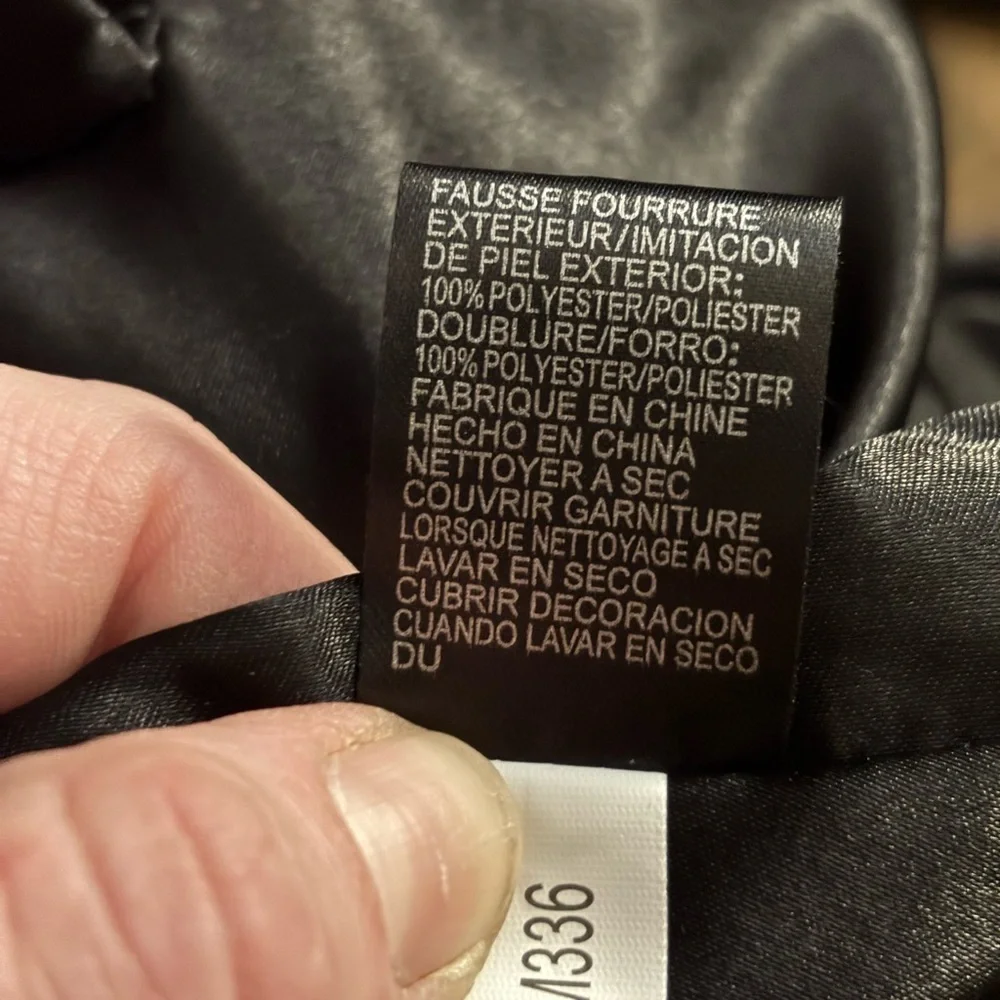 FAUSSE FOURRURE
EXTERIEUR/IMITACION
DE PIEL EXTERIOR:
100% POLYESTER/POLIESTER
DOUBLURE/FORRO:
100% POLYESTER/POLIESTER
FABRIQUE EN CHINE
HECHO EN CHINA
NETTOYER A SEC
COUVRIR GARNITURE
LORSQUE NETTOYAGE A SEC
LAVAR EN SECO
CUBRIR DECORACION
CUANDO LAVAR EN SECO
DU